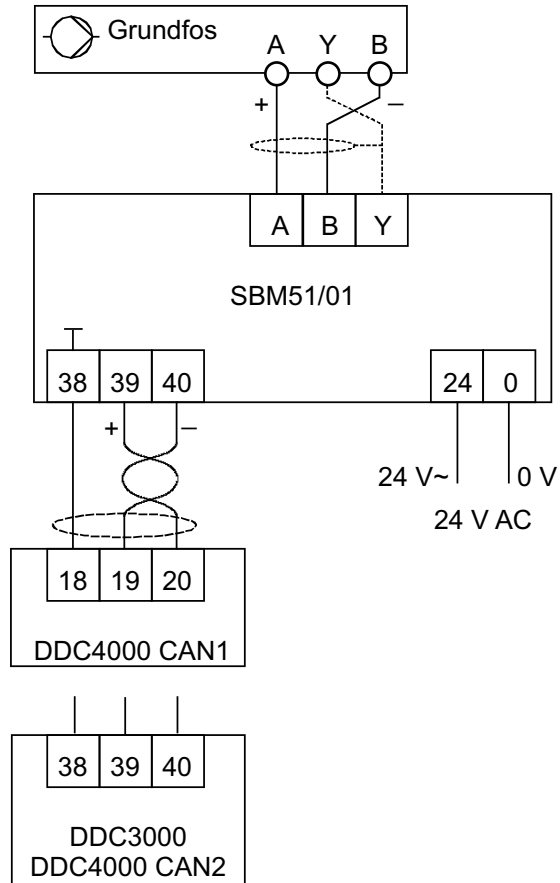 Grundfos
A Y B
+ –
A B Y
SBM51/01
38 39 40 24 0
+ –
24 V~ 0 V
24 V AC
18 19 20
DDC4000 CAN1
38 39 40
DDC3000
DDC4000 CAN2